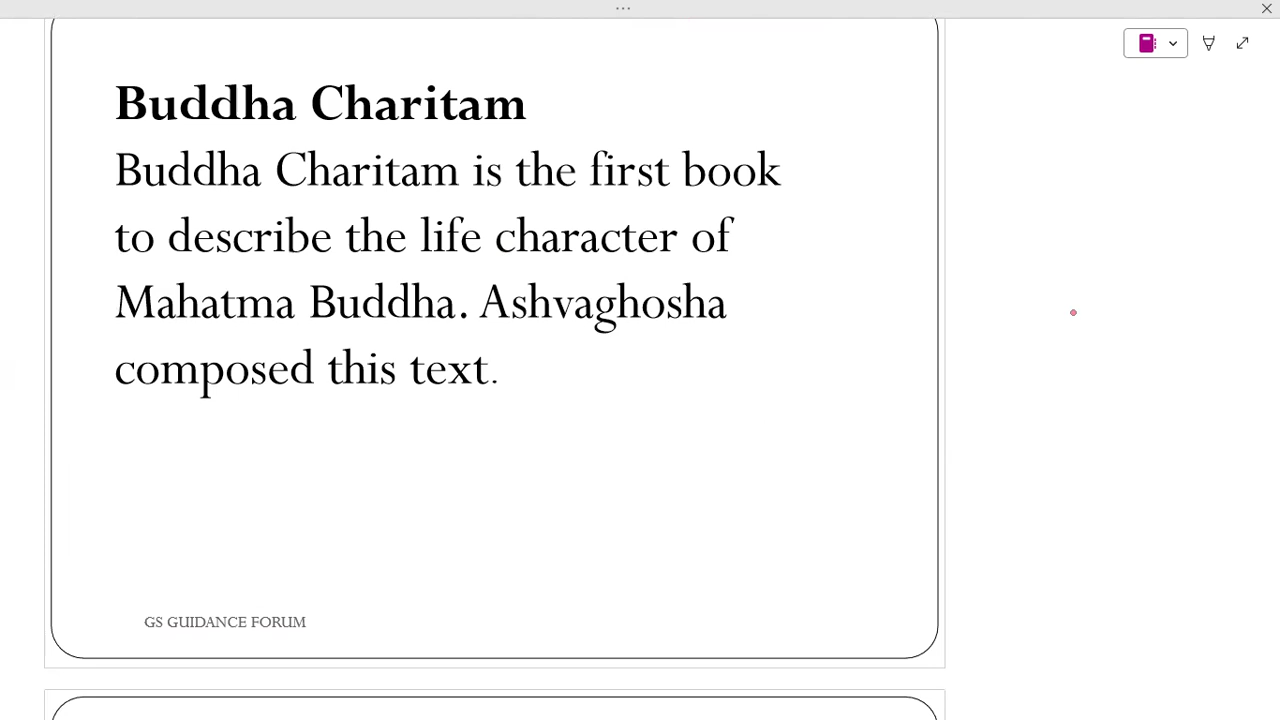 Buddha Charitam
Buddha Charitam is the first book
to describe the life character of
Mahatma Buddha. Ashvaghosha
composed this text.
GS GUIDANCE FORUM